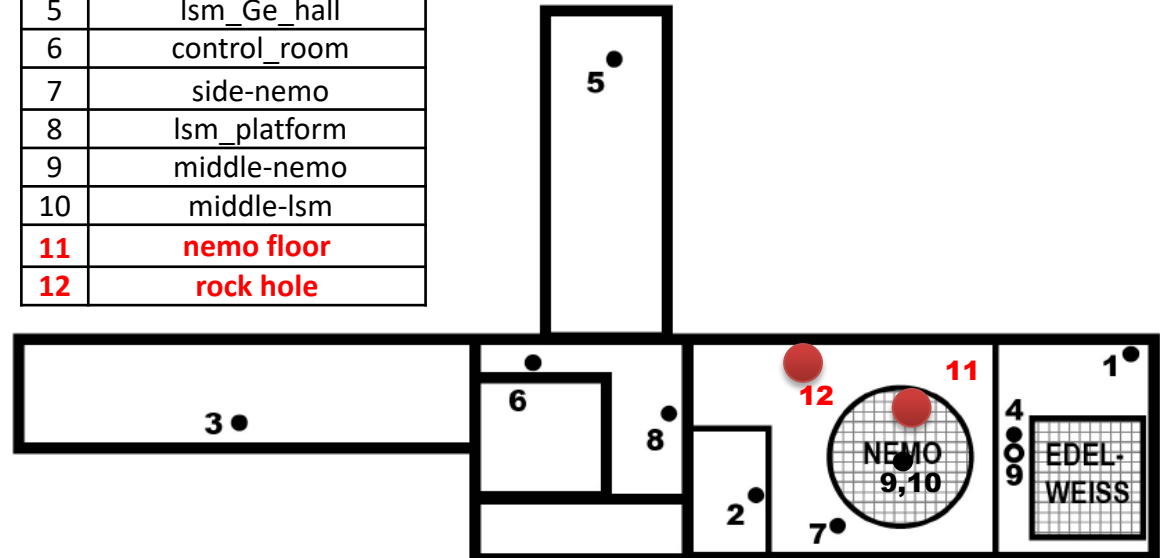 5 lsm_Ge_hall
6 control_room
7 side-nemo
8 lsm_platform
9 middle-nemo
10 middle-lsm
11 nemo floor
12 rock hole
5
3
6
8
12
11
1
4
9
NEMO
9,10
EDEL-
WEISS
2
7